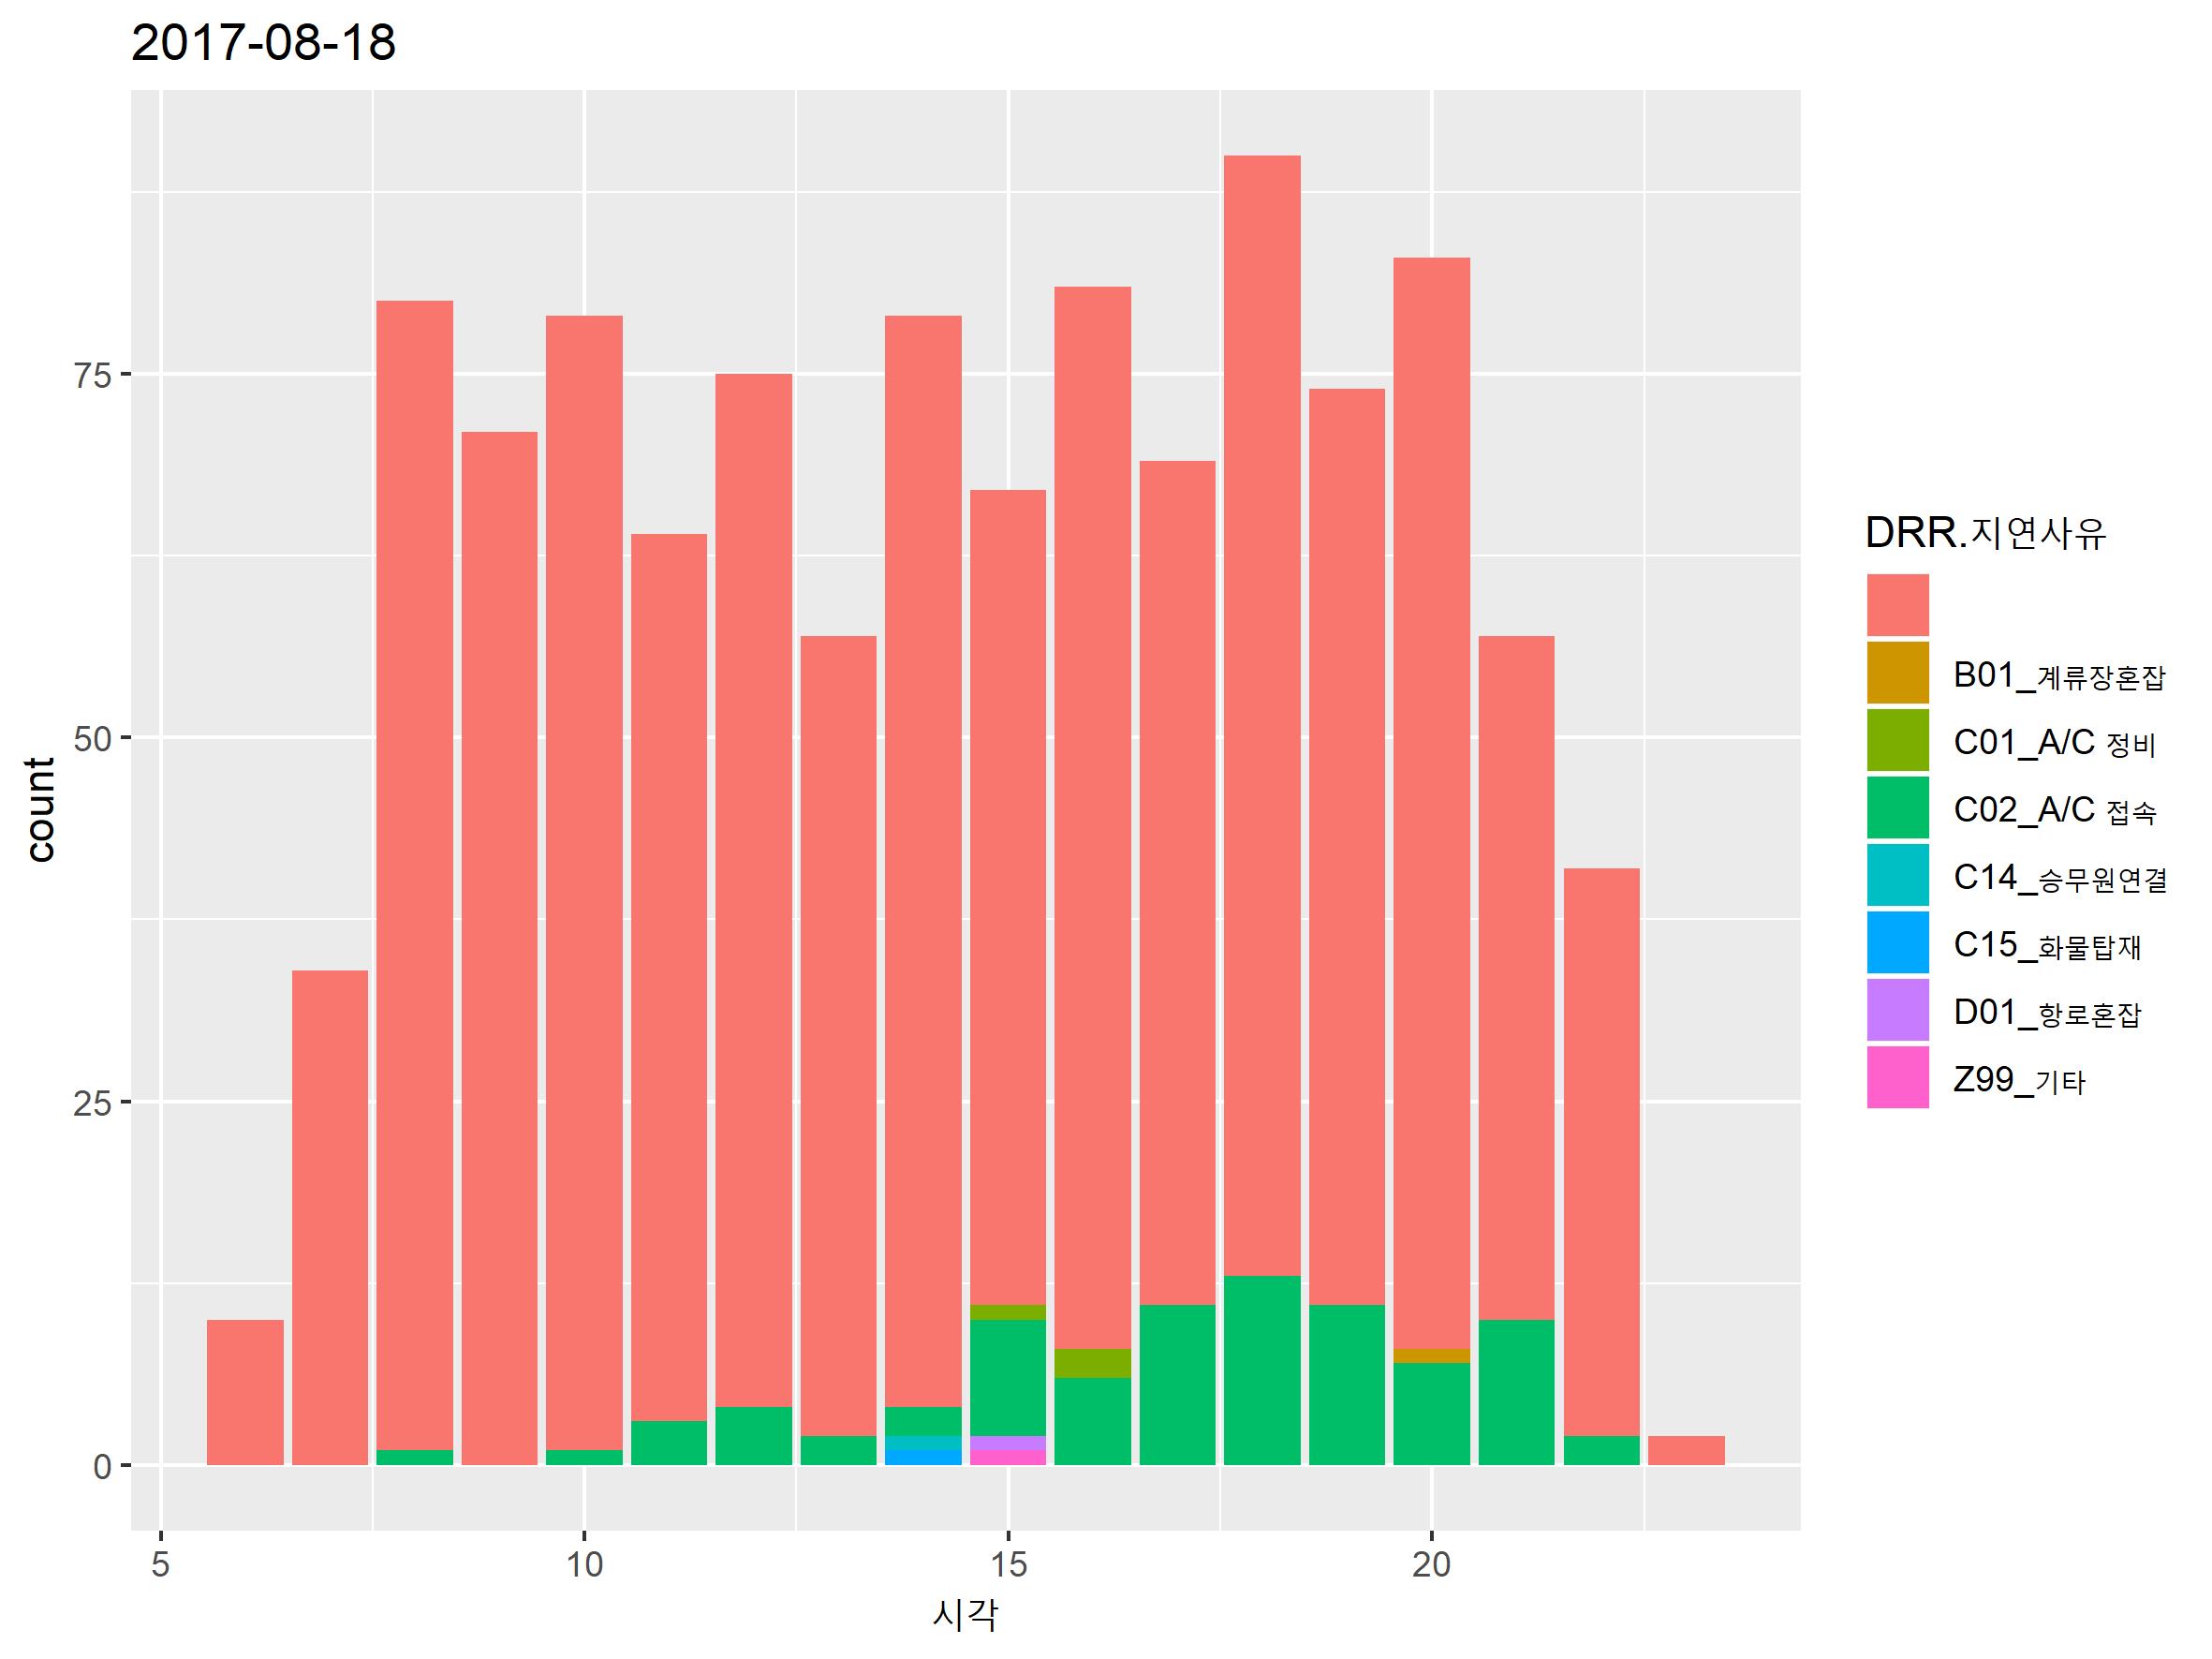 2017-08-18
count
75
50
25
0
5
10
15
20
시각
DRR.지연사유
B01_계류장혼잡
C01_A/C 정비
C02_A/C 접속
C14_승무원연결
C15_화물탑재
D01_항로혼잡
Z99_기타